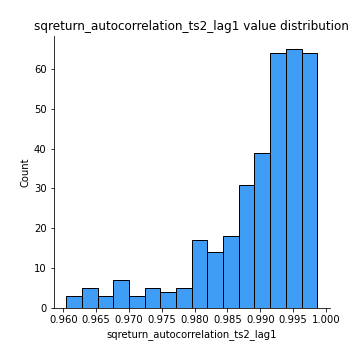 sqreturn_autocorrelation_ts2_lag1 value distribution
60
50
40
30
20
10
0
Count
0.960 0.965 0.970 0.975 0.980 0.985 0.990 0.995 1.000
sqreturn_autocorrelation_ts2_lag1